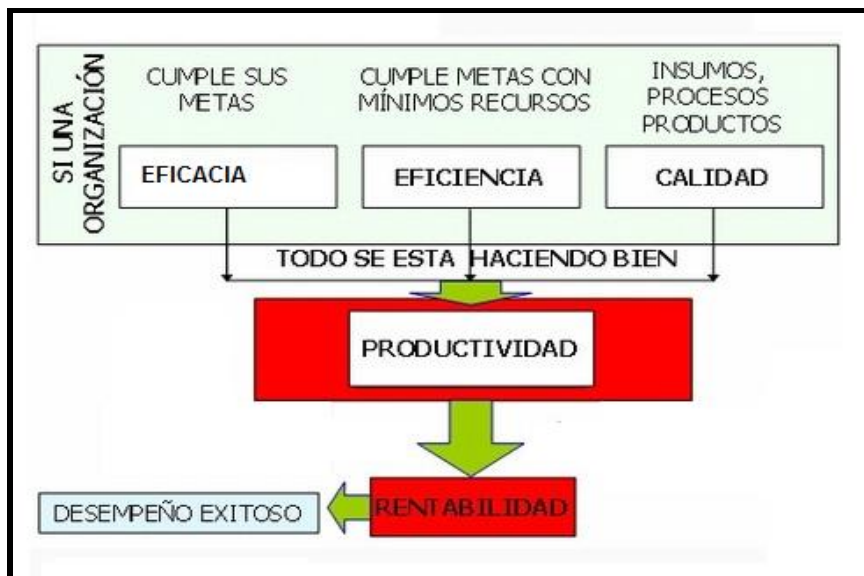 SI UNA
ORGANIZACIÓN
CUMPLE SUS
METAS
CUMPLE METAS CON
MÍNIMOS RECURSOS
INSUMOS,
PROCESOS
PRODUCTOS
EFICACIA
EFICIENCIA
CALIDAD
TODO SE ESTA HACIENDO BIEN
PRODUCTIVIDAD
RENTABILIDAD
DESEMPEÑO EXITOSO